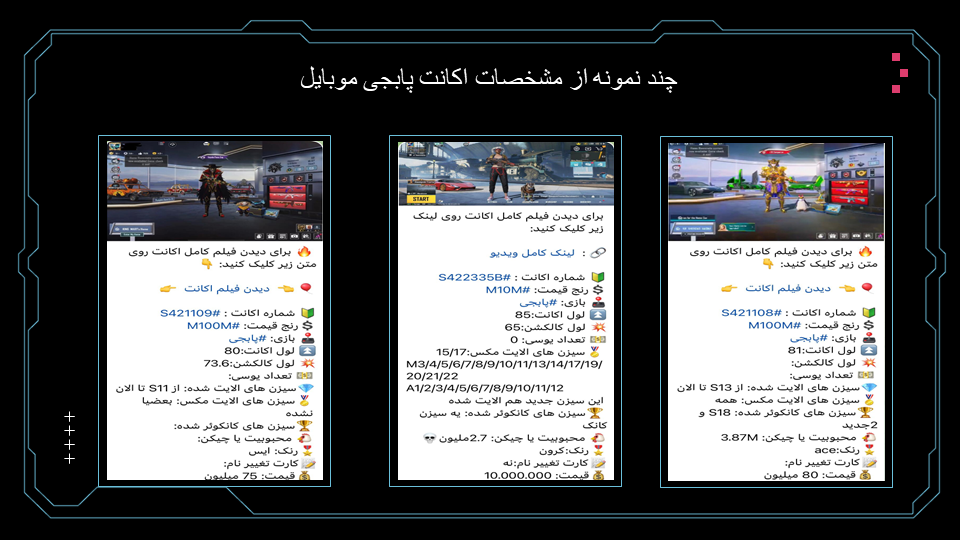 چند نمونه از مشخصات اکانت پابجی موبایل
🔥 برای دیدن فیلم کامل اکانت روی
متن زیر کلیک کنید: 👇
🎈 👈 دیدن فیلم اکانت 👉
🔰 شماره اکانت : #S421108
💲 رنج قیمت: #M100M
🕹 بازی: #پابجی
⏫ لول اکانت: 81
💥 لول کالکشن:
💵 تعداد یوسی:
💎 سیزن های الایت شده: از S13 تا الان
🏅 سیزن های الایت مکس: همه
🏆 سیزن های کانکوئر شده: S18 و
2جدید
🐔 محبوبیت یا چیکن: 3.87M
🎖 رنک:ace
📝 کارت تغییر نام:
💰 قیمت: 80 میلیون
START
برای دیدن فیلم کامل اکانت روی لینک
زیر کلیک کنید:
🔗 : لینک کامل ویدیو
🔰 شماره اکانت : #S422335B
💲 رنج قیمت: #M10M
🕹 بازی: #پابجی
⏫ لول اکانت:85
💥 لول کالکشن:65
💵 تعداد یوسی: 0
🏅 سیزن های الایت مکس:15/17
M3/4/5/6/7/8/9/10/11/13/14/17/19/
20/21/22
A1/2/3/4/5/6/7/8/9/10/11/12
این سیزن جدید هم الایت شده
🏆 سیزن های کانکوئر شده: یه سیزن
کانک
🐔 محبوبیت یا چیکن: 2.7ملیون 💀
🎖 رنک:کرون
📝 کارت تغییر نام:نه
💰 قیمت: 10.000.000
🔥 برای دیدن فیلم کامل اکانت روی
متن زیر کلیک کنید: 👇
🎈 👈 دیدن فیلم اکانت 👉
🔰 شماره اکانت : #S421109
💲 رنج قیمت: #M100M
🕹 بازی: #پابجی
⏫ لول اکانت: 80
💥 لول کالکشن:73.6
💵 تعداد یوسی:
💎 سیزن های الایت شده: از S11 تا الان
🏅 سیزن های الایت مکس: بعضیا
نشده
🏆 سیزن های کانکوئر شده:
🐔 محبوبیت یا چیکن:
🎖 رنک: ایس
📝 کارت تغییر نام:
💰 قیمت: 75 میلیون